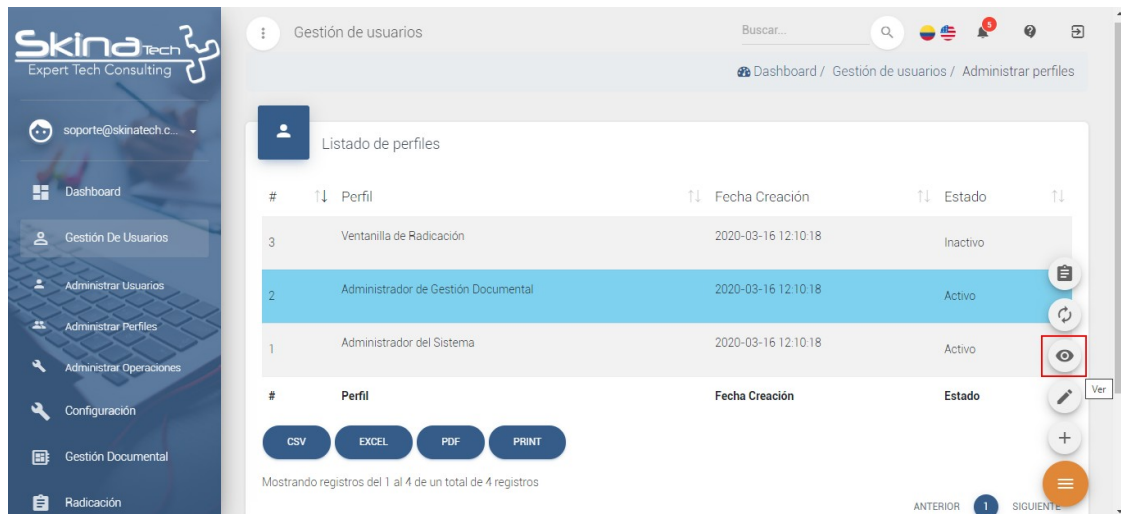 Skina Tech
Expert Tech Consulting
soporte@skinatech.c...
Dashboard
Gestión De Usuarios
Administrar Usuarios
Administrar Perfiles
Administrar Operaciones
Configuración
Gestión Documental
Radicación
Gestión de usuarios
Buscar...
5
Dashboard / Gestión de usuarios / Administrar perfiles
Listado de perfiles
# Perfil Fecha Creación Estado
3 Ventanilla de Radicación 2020-03-16 12:10:18 Inactivo
2 Administrador de Gestión Documental 2020-03-16 12:10:18 Activo
1 Administrador del Sistema 2020-03-16 12:10:18 Activo
# Perfil Fecha Creación Estado
Ver
CSV EXCEL PDF PRINT
Mostrando registros del 1 al 4 de un total de 4 registros
ANTERIOR 1 SIGUIENTE